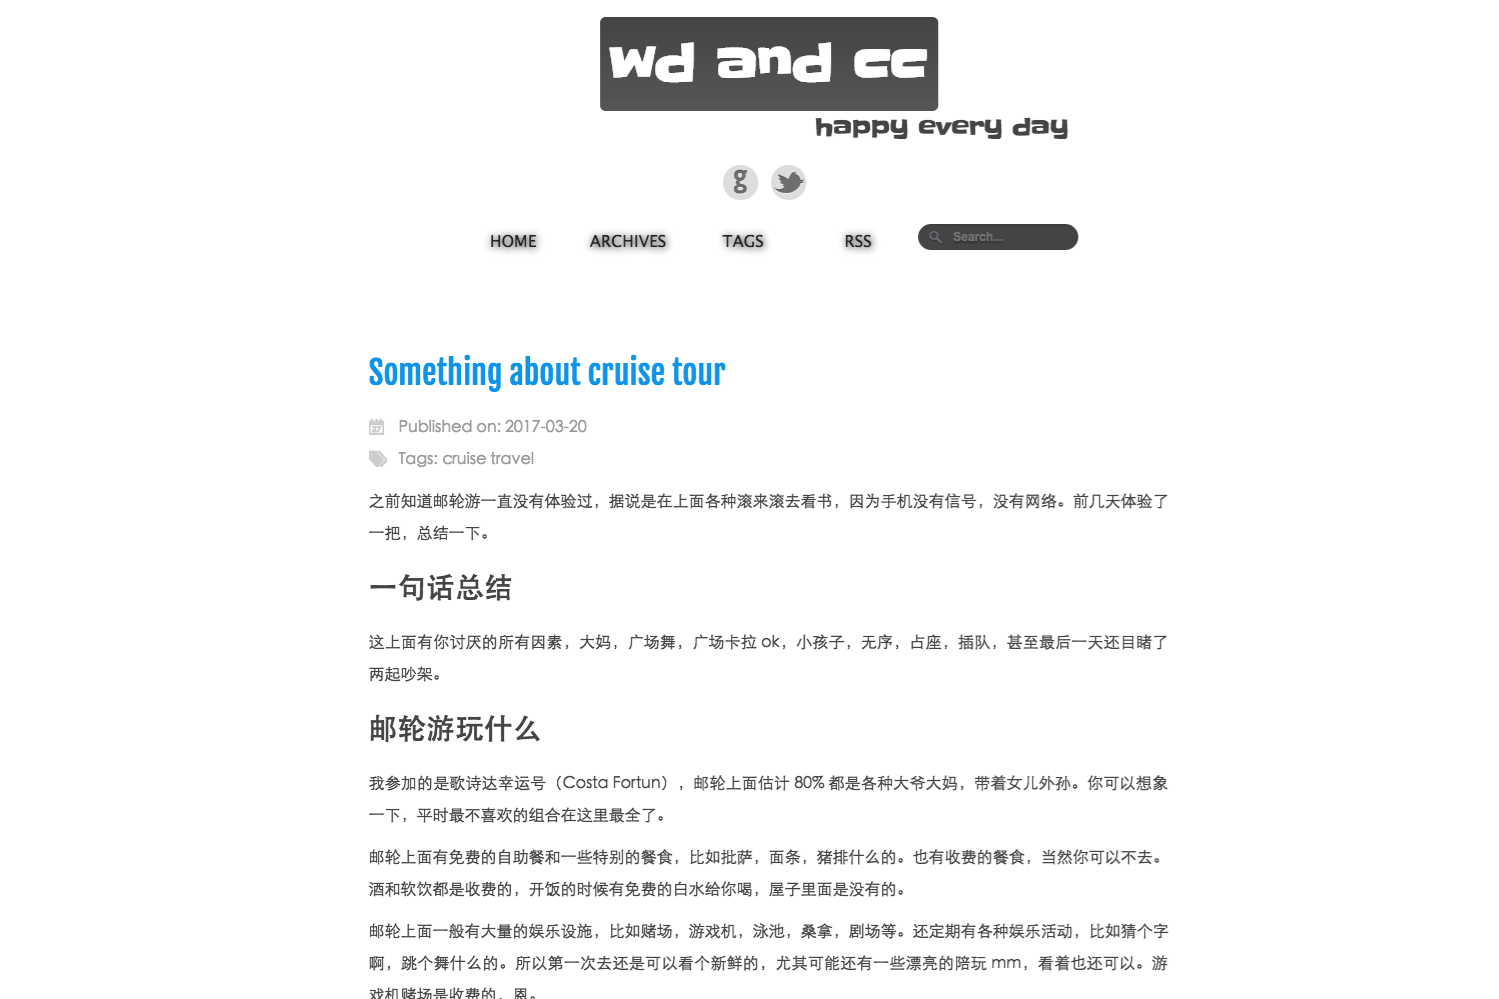 wd and cc
happy every day
g
HOME ARCHIVES TAGS RSS Search...
Something about cruise tour
27 Published on: 2017-03-20
Tags: cruise travel
之前知道邮轮游一直没有体验过，据说是在上面各种滚来滚去看书，因为手机没有信号，没有网络。前几天体验了
一把，总结一下。
一句话总结
这上面有你讨厌的所有因素，大妈，广场舞，广场卡拉 ok，小孩子，无序，占座，插队，甚至最后一天还目睹了
两起吵架。
邮轮游玩什么
我参加的是歌诗达幸运号（Costa Fortun），邮轮上面估计 80% 都是各种大爷大妈，带着女儿外孙。你可以想象
一下，平时最不喜欢的组合在这里最全了。
邮轮上面有免费的自助餐和一些特别的餐食，比如批萨，面条，猪排什么的。也有收费的餐食，当然你可以不去。
酒和软饮都是收费的，开饭的时候有免费的白水给你喝，屋子里面是没有的。
邮轮上面一般有大量的娱乐设施，比如赌场，游戏机，泳池，桑拿，剧场等。还定期有各种娱乐活动，比如猜个字
啊，跳个舞什么的。所以第一次去还是可以看个新鲜的，尤其可能还有一些漂亮的陪玩 mm，看着也还可以。游
戏机赌场是收费的，恩。